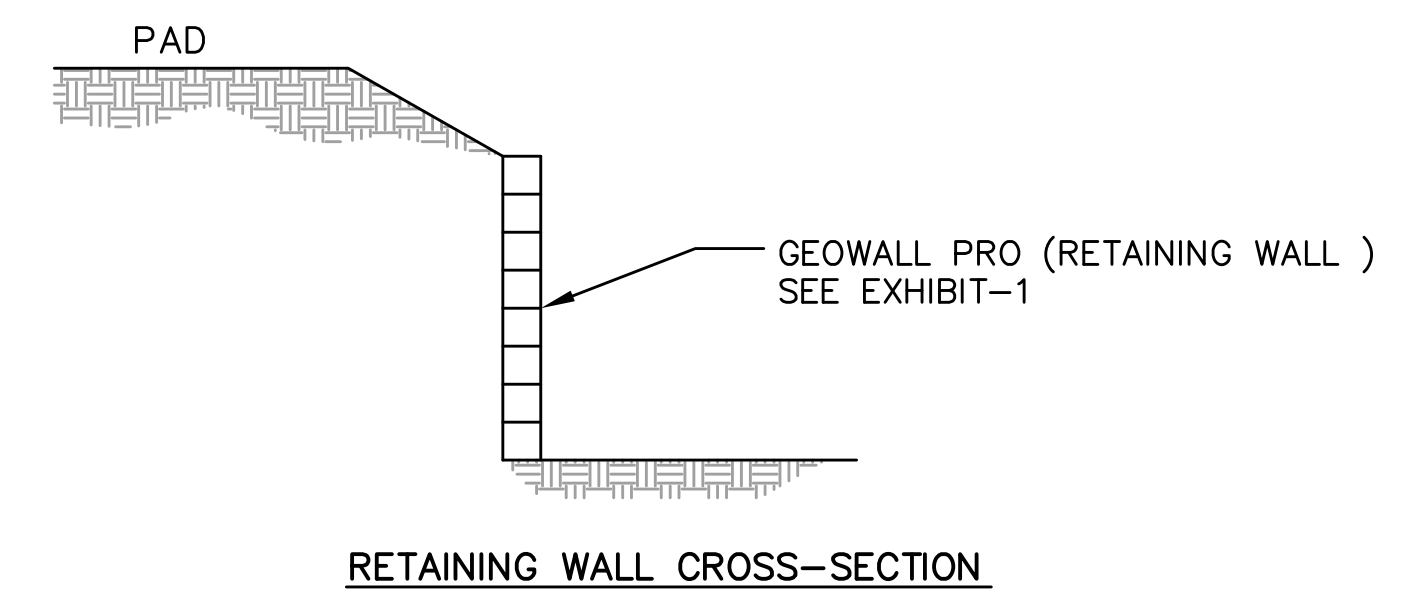 PAD
GEOWALL PRO (RETAINING WALL )
SEE EXHIBIT-1
RETAINING WALL CROSS-SECTION